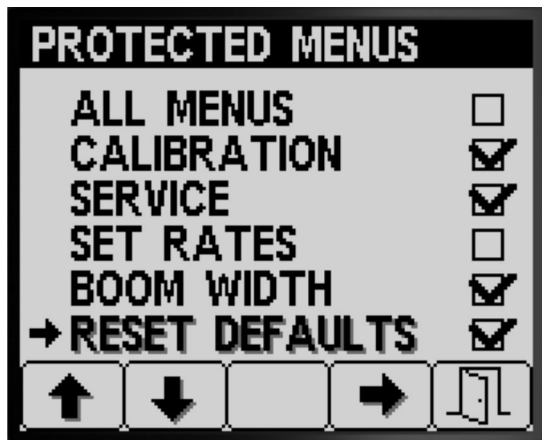 PROTECTED MENUS
ALL MENUS
CALIBRATION
SERVICE
SET RATES
BOOM WIDTH
RESET DEFAULTS